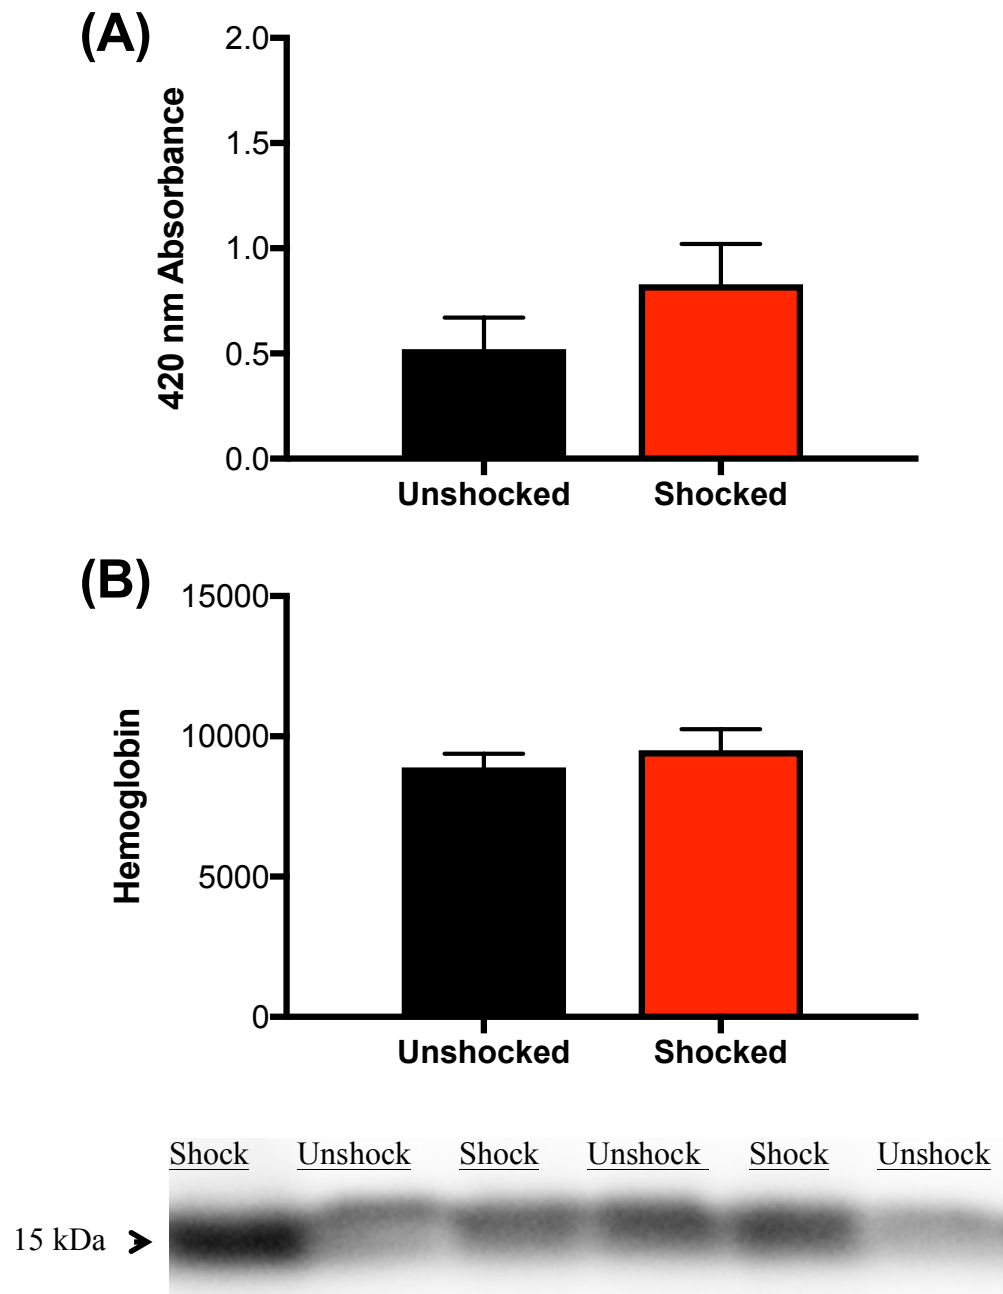 (A)
2.0
1.5
1.0
0.5
0.0
420 nm Absorbance
Unshocked Shocked
(B)
15000
10000
5000
0
Hemoglobin
Unshocked Shocked
Shock Unshock Shock Unshock Shock Unshock
15 kDa